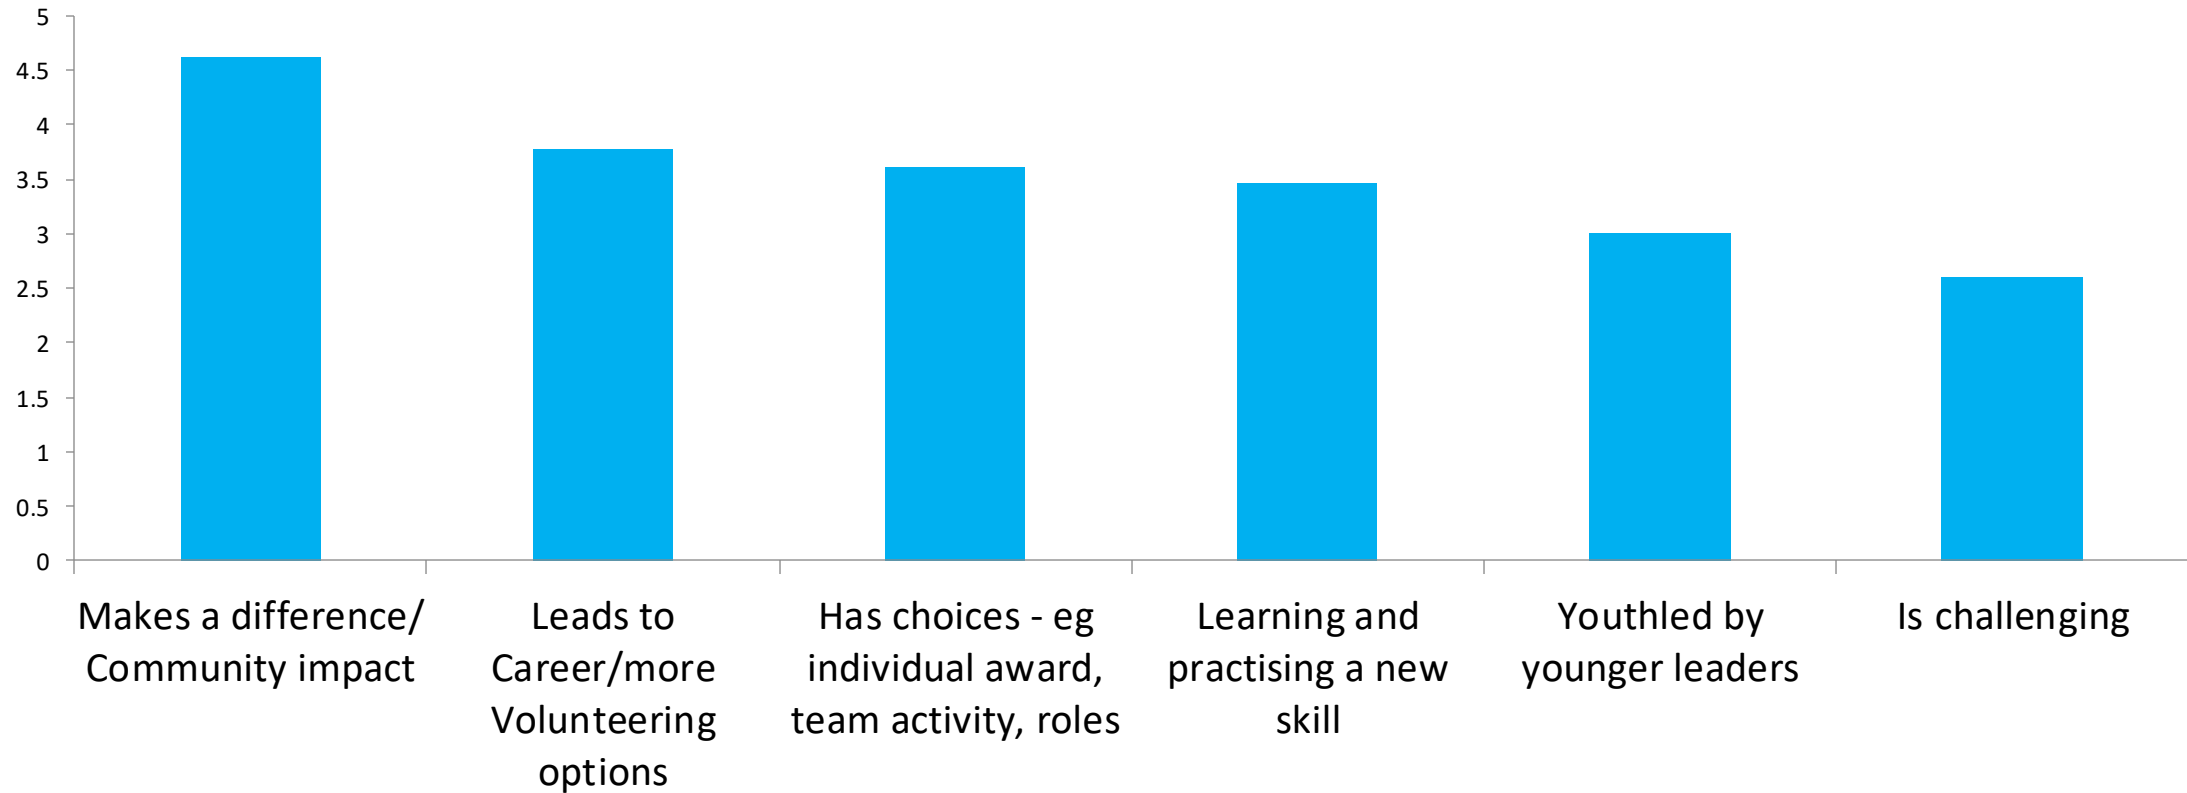 5
4.5
4
3.5
3
2.5
2
1.5
1
0.5
0
Makes a difference/
Community impact
Leads to
Career/more
Volunteering
options
Has choices - eg
individual award,
team activity, roles
Learning and
practising a new
skill
Youthled by
younger leaders
Is challenging